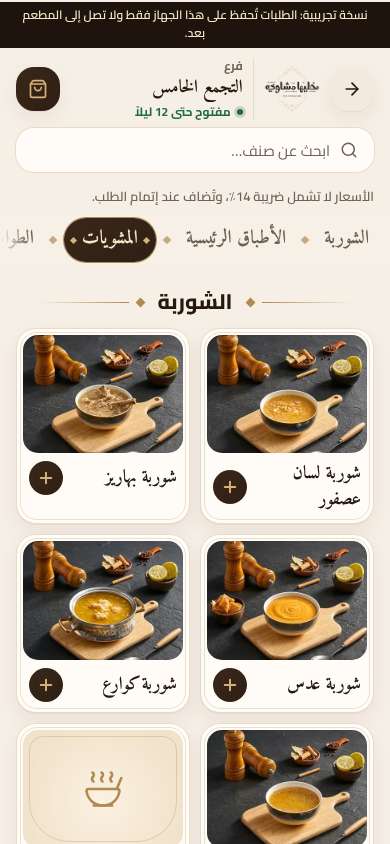 نسخة تجريبية: الطلبات تُحفظ على هذا الجهاز فقط ولا تصل إلى المطعم
بعد.
فرع
التجمع الخامس
مفتوح حتى 12 ليلاً
ابحث عن صنف...
الأسعار لا تشمل ضريبة 14٪، وتُضاف عند إتمام الطلب.
الشوربة
الأطباق الرئيسية
المشويات
الشوربة
شوربة لسان
عصفور
شوربة بهاريز
شوربة عدس
شوربة كوارع